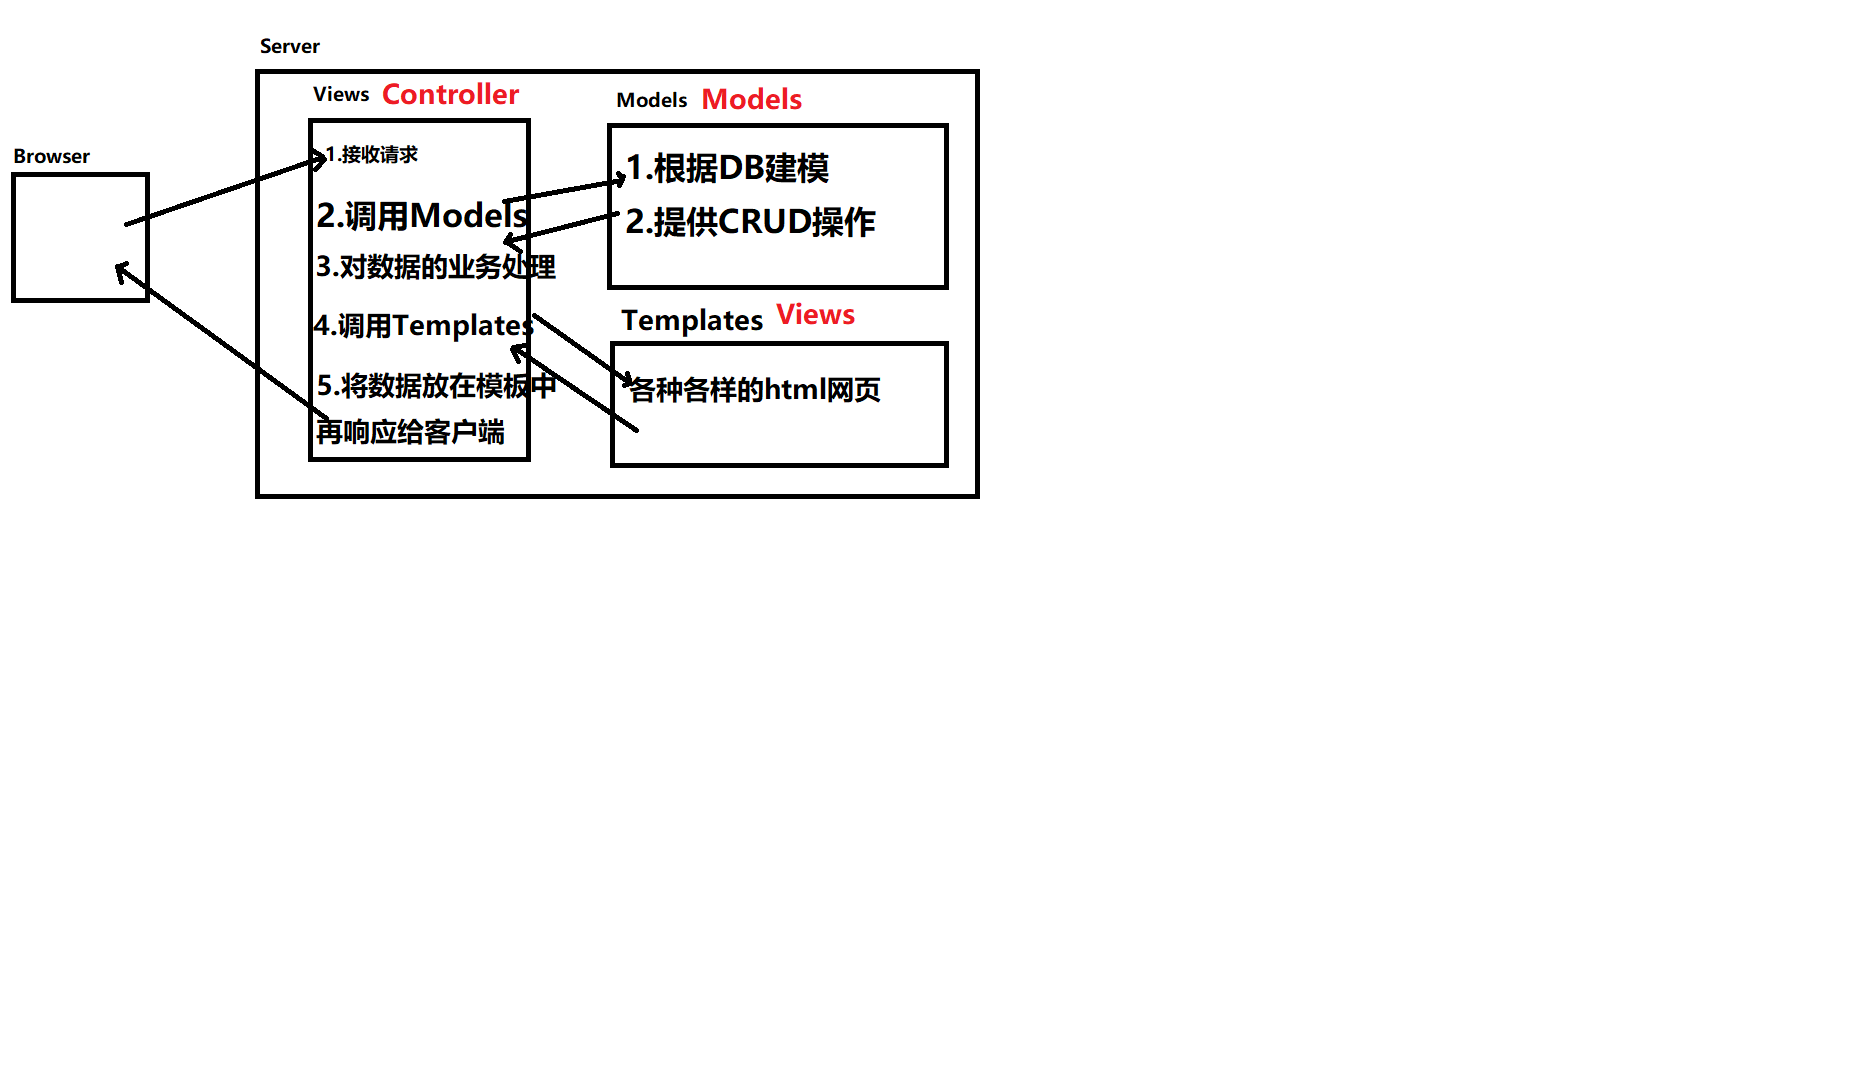 Server
Views Controller
Models Models
Browser
1.接收请求
2.调用Models
3.对数据的业务处理
4.调用Templates
5.将数据放在模板中
再响应给客户端
1.根据DB建模
2.提供CRUD操作
Templates Views
各种各样的html网页